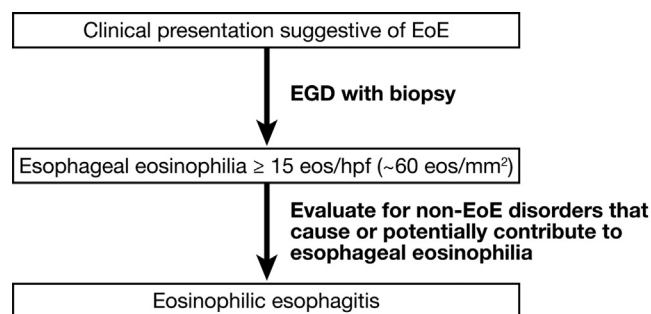 Clinical presentation suggestive of EoE
EGD with biopsy
Esophageal eosinophilia ≥ 15 eos/hpf (~60 eos/mm²)
Evaluate for non-EoE disorders that
cause or potentially contribute to
esophageal eosinophilia
Eosinophilic esophagitis